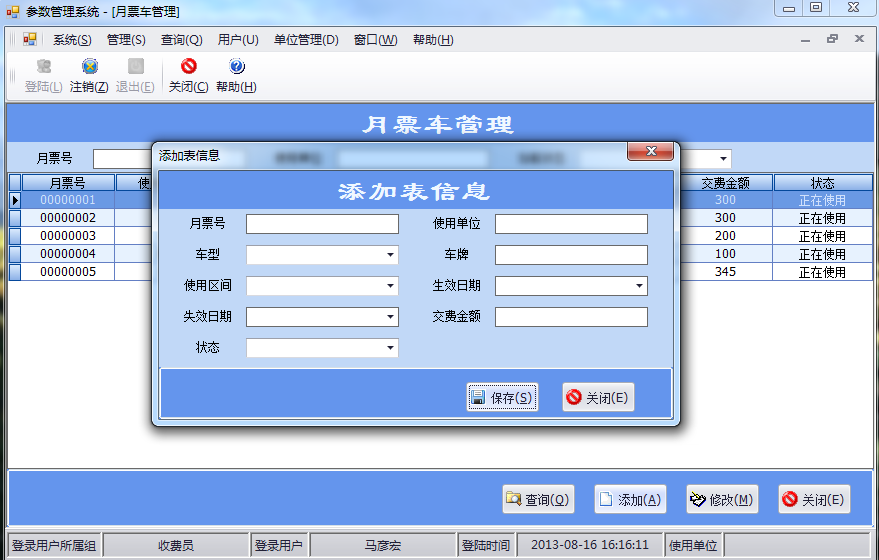 参数管理系统 - [月票车管理]
系统(S) 管理(S) 查询(Q) 用户(U) 单位管理(D) 窗口(W) 帮助(H)
登陆(L) 注销(Z) 退出(E) 关闭(C) 帮助(H)
月票车管理
月票号
月票号 使 交费金额 状态
00000001 300 正在使用
00000002 300 正在使用
00000003 200 正在使用
00000004 100 正在使用
00000005 345 正在使用
添加表信息
添加表信息
月票号 使用单位
车型 车牌
使用区间 生效日期
失效日期 交费金额
状态
保存(S) 关闭(E)
查询(Q) 添加(A) 修改(M) 关闭(E)
登录用户所属组 收费员 登录用户 马彦宏 登陆时间 2013-08-16 16:16:11 使用单位